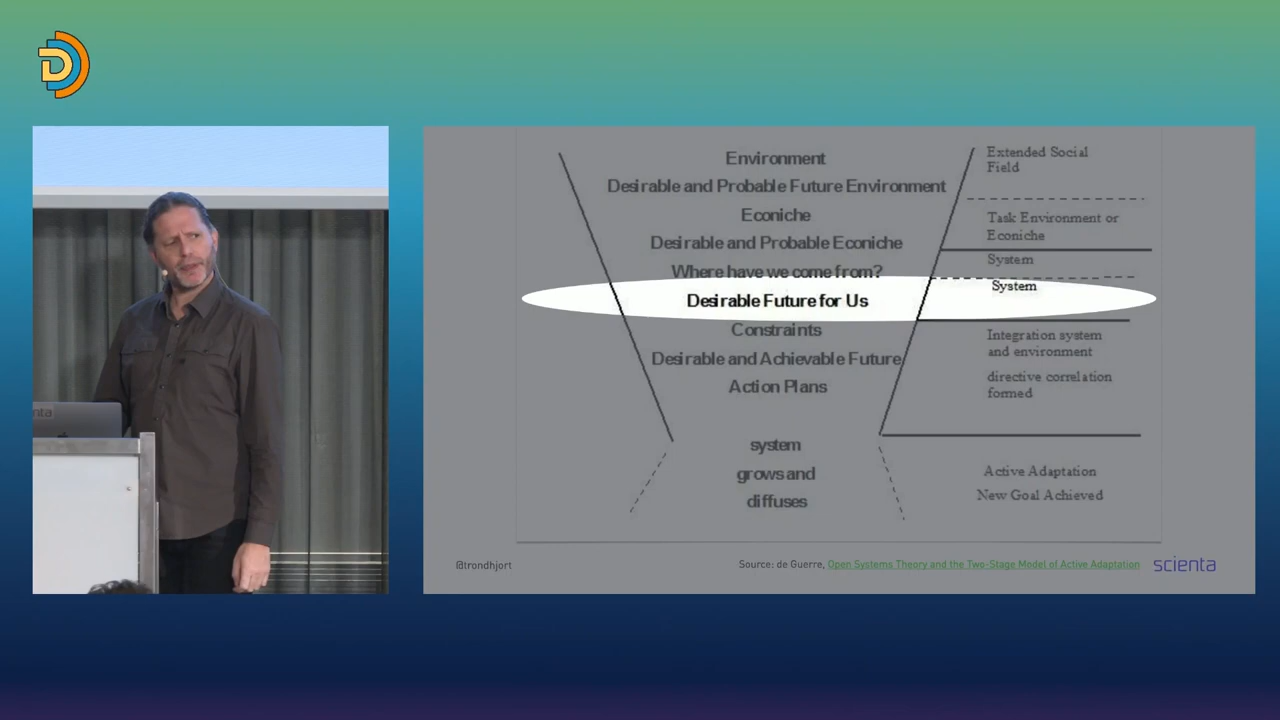 D
enta
Environment
Desirable and Probable Future Environment
Econiche
Desirable and Probable Econiche
Where have we come from?
Desirable Future for Us
Constraints
Desirable and Achievable Future
Action Plans
system
grows and
diffuses
Extended Social
Field
Task Environment or
Econiche
System
System
Integration system
and environment
directive correlation
formed
Active Adaptation
New Goal Achieved
@trondhjort
Source: de Guerre, Open Systems Theory and the Two-Stage Model of Active Adaptation
scienta